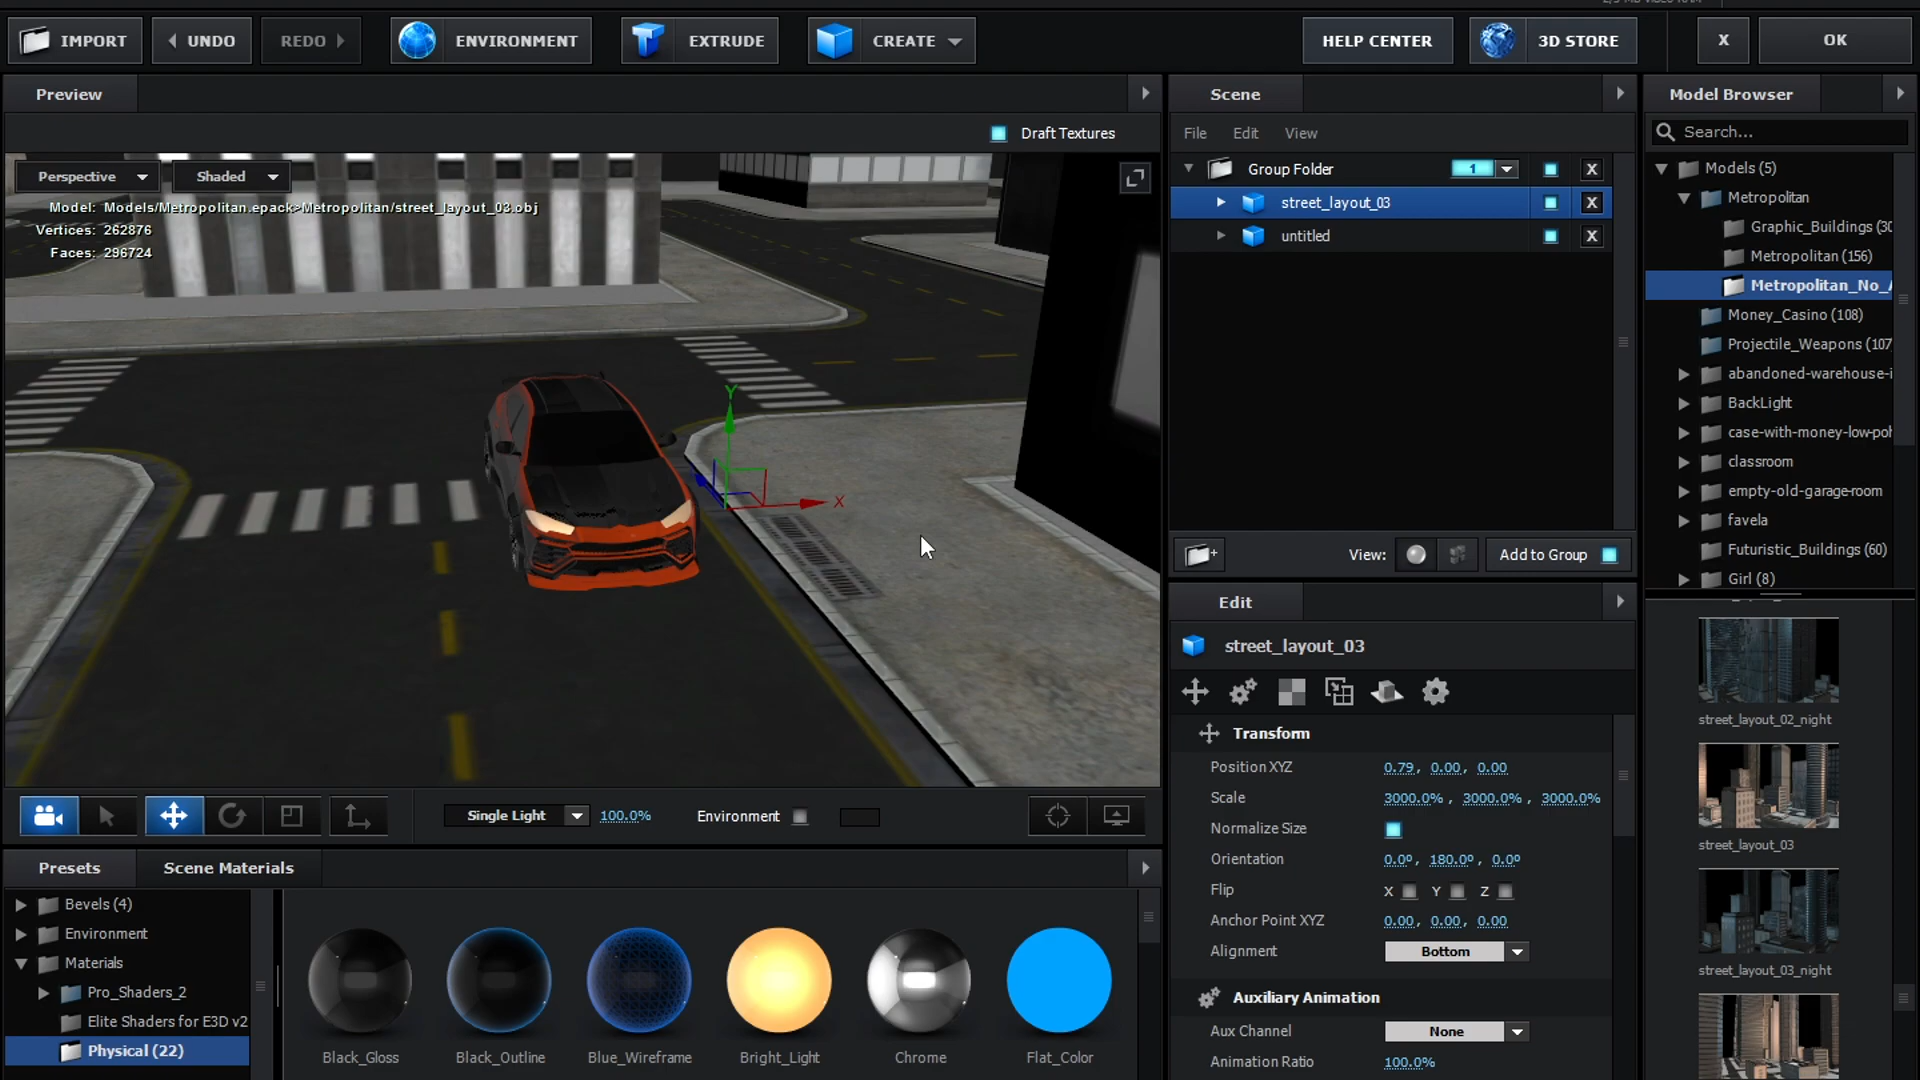 IMPORT
UNDO
REDO
ENVIRONMENT
EXTRUDE
CREATE
HELP CENTER
3D STORE
X
OK
Preview
Draft Textures
Perspective
Shaded
Model: Models/Metropolitan.epack>Metropolitan/street_layout_03.obj
Vertices: 262876
Faces: 296724
Y
X
Single Light
100.0%
Environment
Scene
File
Edit
View
Group Folder
1
X
street_layout_03
X
untitled
X
View:
Add to Group
Edit
street_layout_03
Transform
Position XYZ
0.79, 0.00, 0.00
Scale
3000.0%, 3000.0%, 3000.0%
Normalize Size
Orientation
0.0º, 180.0º, 0.0º
Flip
X Y Z
Anchor Point XYZ
0.00, 0.00, 0.00
Alignment
Bottom
Auxiliary Animation
Aux Channel
None
Animation Ratio
100.0%
Model Browser
Search...
Models (5)
Metropolitan
Graphic_Buildings (30
Metropolitan (156)
Metropolitan_No_
Money_Casino (108)
Projectile_Weapons (107
abandoned-warehouse-i
BackLight
case-with-money-low-pol
classroom
empty-old-garage-room
favela
Futuristic_Buildings (60)
Girl (8)
street_layout_02_night
street_layout_03
street_layout_03_night
Presets
Scene Materials
Bevels (4)
Environment
Materials
Pro_Shaders_2
Elite Shaders for E3D v2
Physical (22)
Black_Gloss
Black_Outline
Blue_Wireframe
Bright_Light
Chrome
Flat_Color